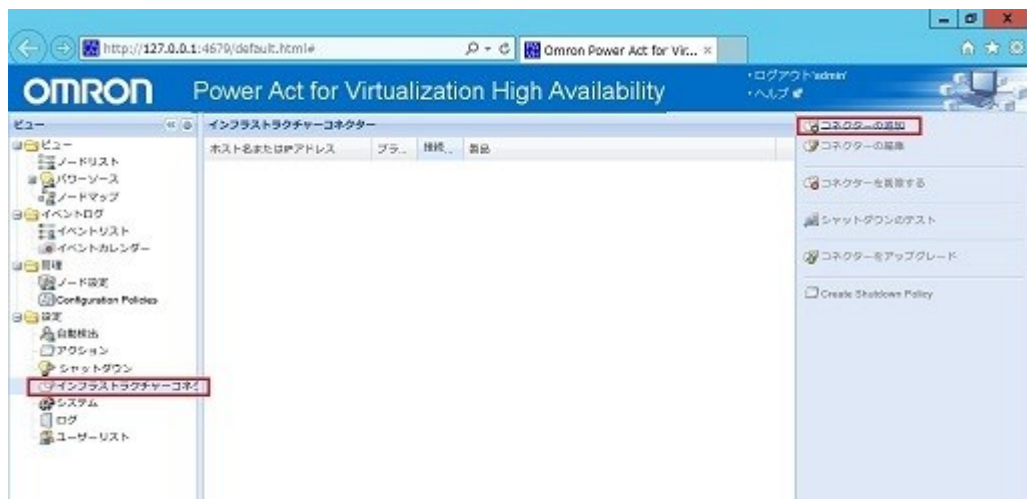 http://127.0.0.1:4679/default.html#
Omron Power Act for Vir...
OMRON
Power Act for Virtualization High Availability
・ログアウト'admin'
・ヘルプ
ビュー
インフラストラクチャーコネクター
ホスト名またはIPアドレス
プラ...
接続...
製品
ビュー
ノードリスト
パワーソース
ノードマップ
イベントログ
イベントリスト
イベントカレンダー
管理
ノード設定
Configuration Policies
設定
自動検出
アクション
シャットダウン
インフラストラクチャーコネク
システム
ログ
ユーザーリスト
コネクターの追加
コネクターの編集
コネクターを削除する
シャットダウンのテスト
コネクターをアップグレード
Create Shutdown Policy